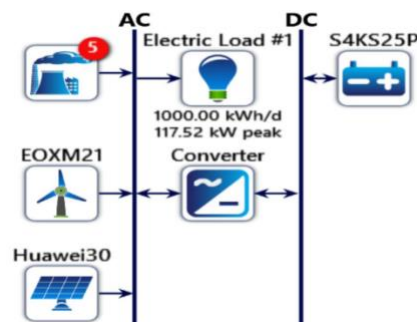 AC
DC
5
Electric Load #1
S4KS25P
1000.00 kWh/d
117.52 kW peak
EOXM21
Converter
Huawei30